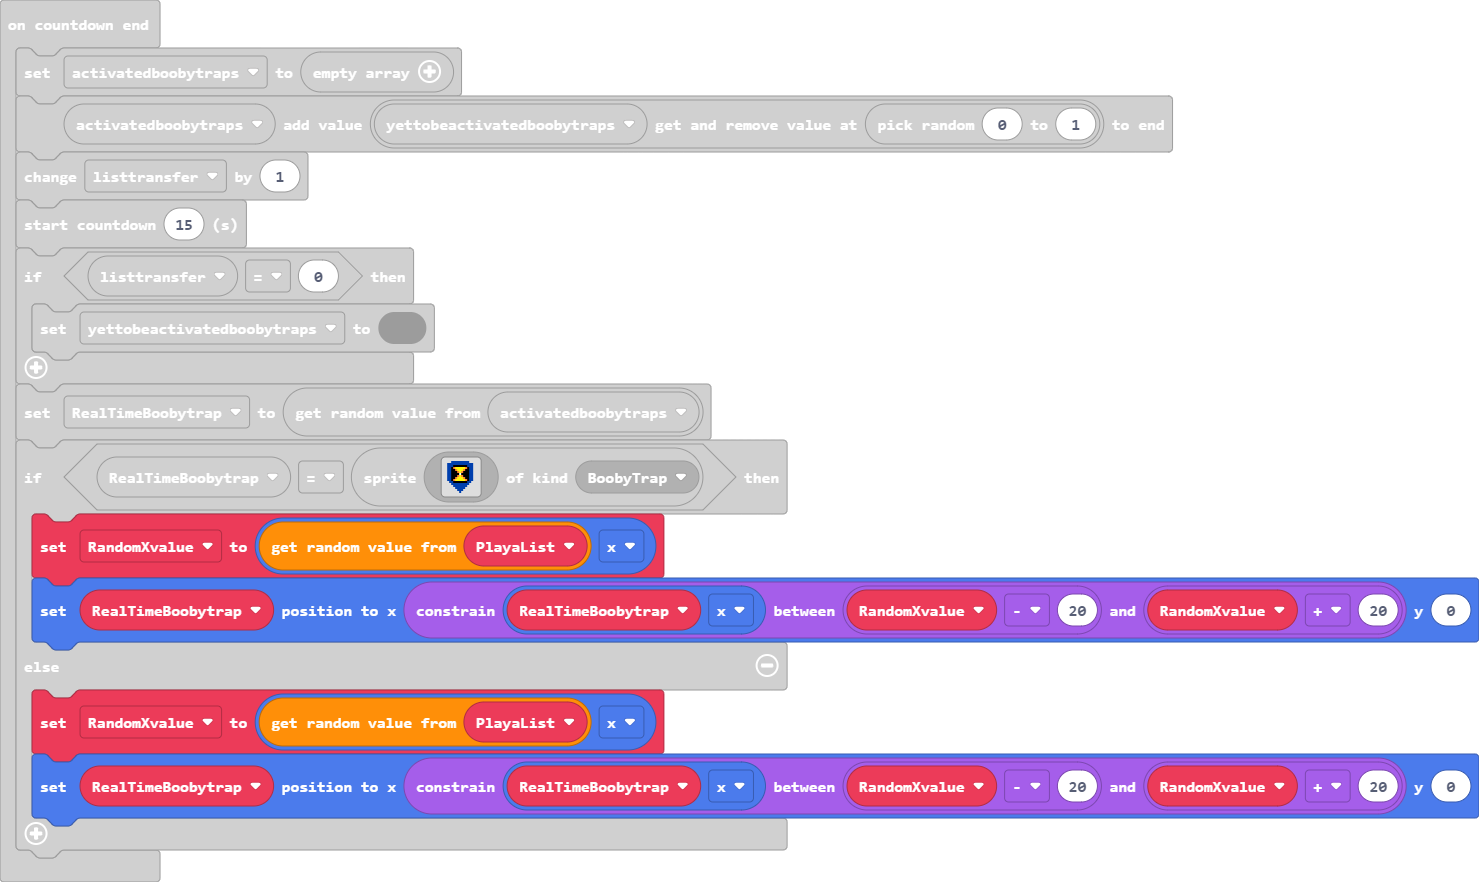 on countdown end
set activatedboobytraps to empty array
activatedboobytraps add value yettobeactivatedboobytraps get and remove value at pick random 0 to 1 to end
change listtransfer by 1
start countdown 15 (s)
if listtransfer = 0 then
set yettobeactivatedboobytraps to
set RealTimeBoobytrap to get random value from activatedboobytraps
if RealTimeBoobytrap = sprite of kind BoobyTrap then
set RandomXvalue to get random value from PlayaList x
set RealTimeBoobytrap position to x constrain RealTimeBoobytrap x between RandomXvalue - 20 and RandomXvalue + 20 y 0
else
set RandomXvalue to get random value from PlayaList x
set RealTimeBoobytrap position to x constrain RealTimeBoobytrap x between RandomXvalue - 20 and RandomXvalue + 20 y 0